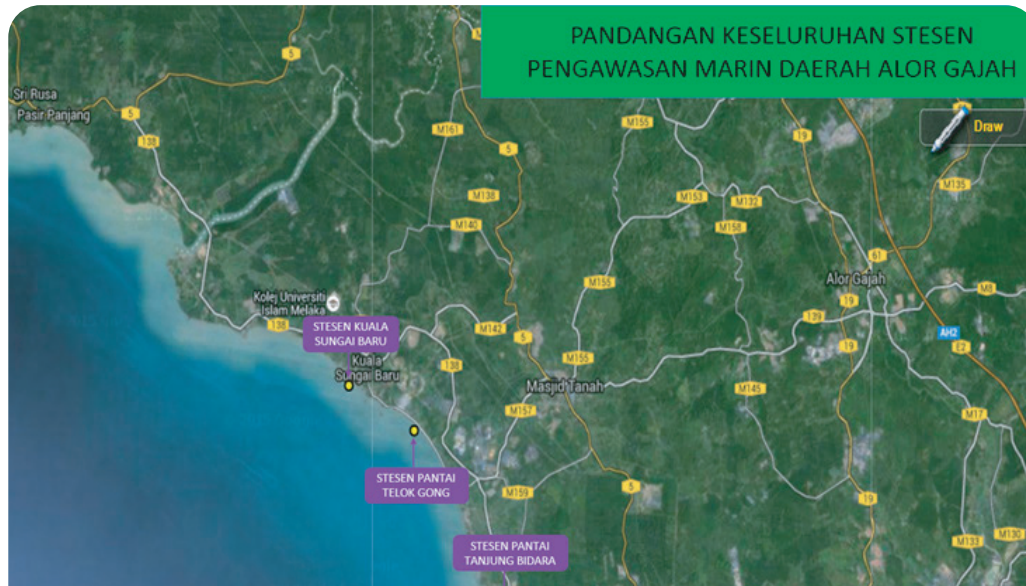 PANDANGAN KESELURUHAN STESEN
PENGAWASAN MARIN DAERAH ALOR GAJAH
Draw
5
Sri Rusa
Pasir Panjang
5
138
M161
M155
19
5
M135
M138
M153
M132
M140
M158
61
Alor Gajah
M155
M8
19
Kolej Universiti
Islam Melaka
138
139
STESEN KUALA
SUNGAI BARU
M142
5
AH2
19
E2
Kuala
Sungai Baru
138
M155
Masjid Tanah
M145
M157
M17
STESEN PANTAI
TELOK GONG
M159
5
19
STESEN PANTAI
TANJUNG BIDARA
M133
M130